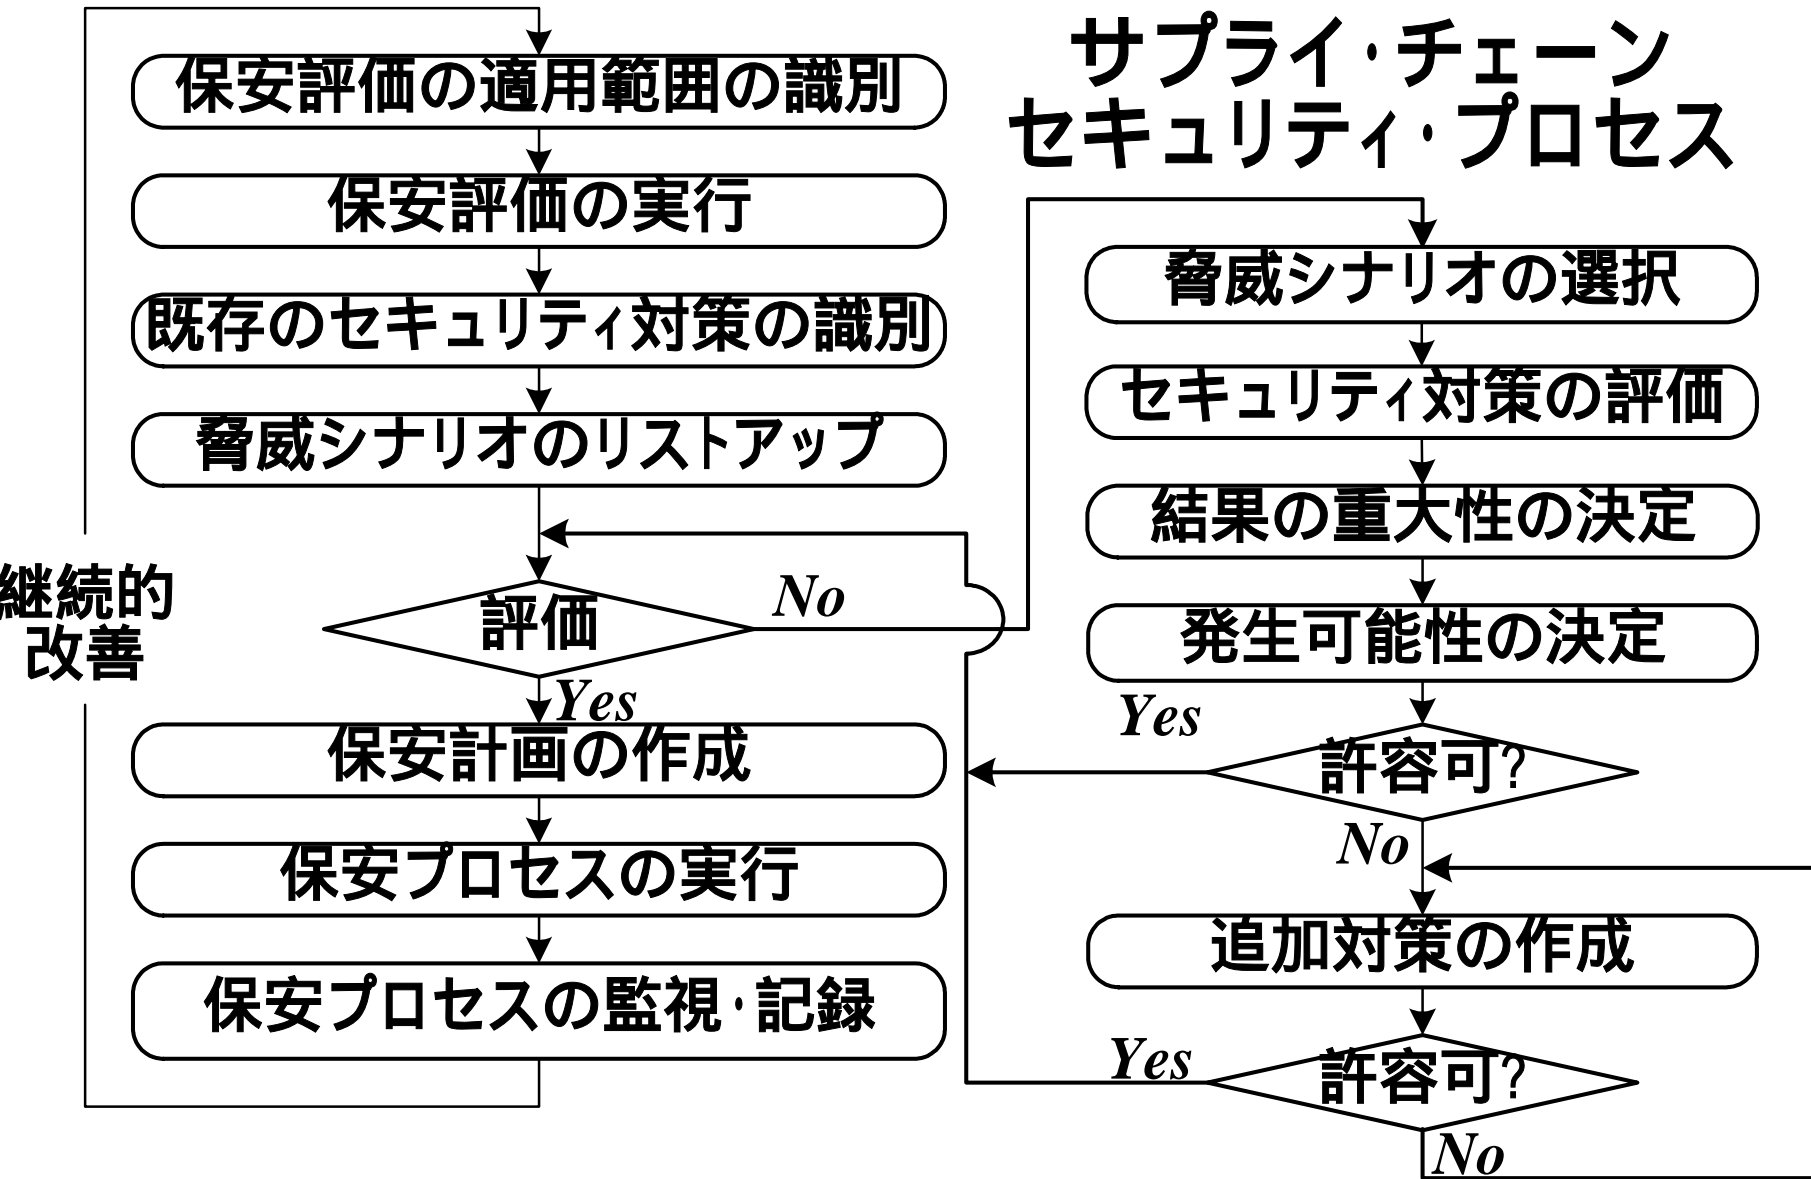 サプライ・チェーン
セキュリティ・プロセス
保安評価の適用範囲の識別
保安評価の実行
既存のセキュリティ対策の識別
脅威シナリオのリストアップ
評価
No
Yes
保安計画の作成
保安プロセスの実行
保安プロセスの監視・記録
継続的
改善
脅威シナリオの選択
セキュリティ対策の評価
結果の重大性の決定
発生可能性の決定
Yes
許容可?
No
追加対策の作成
Yes
許容可?
No